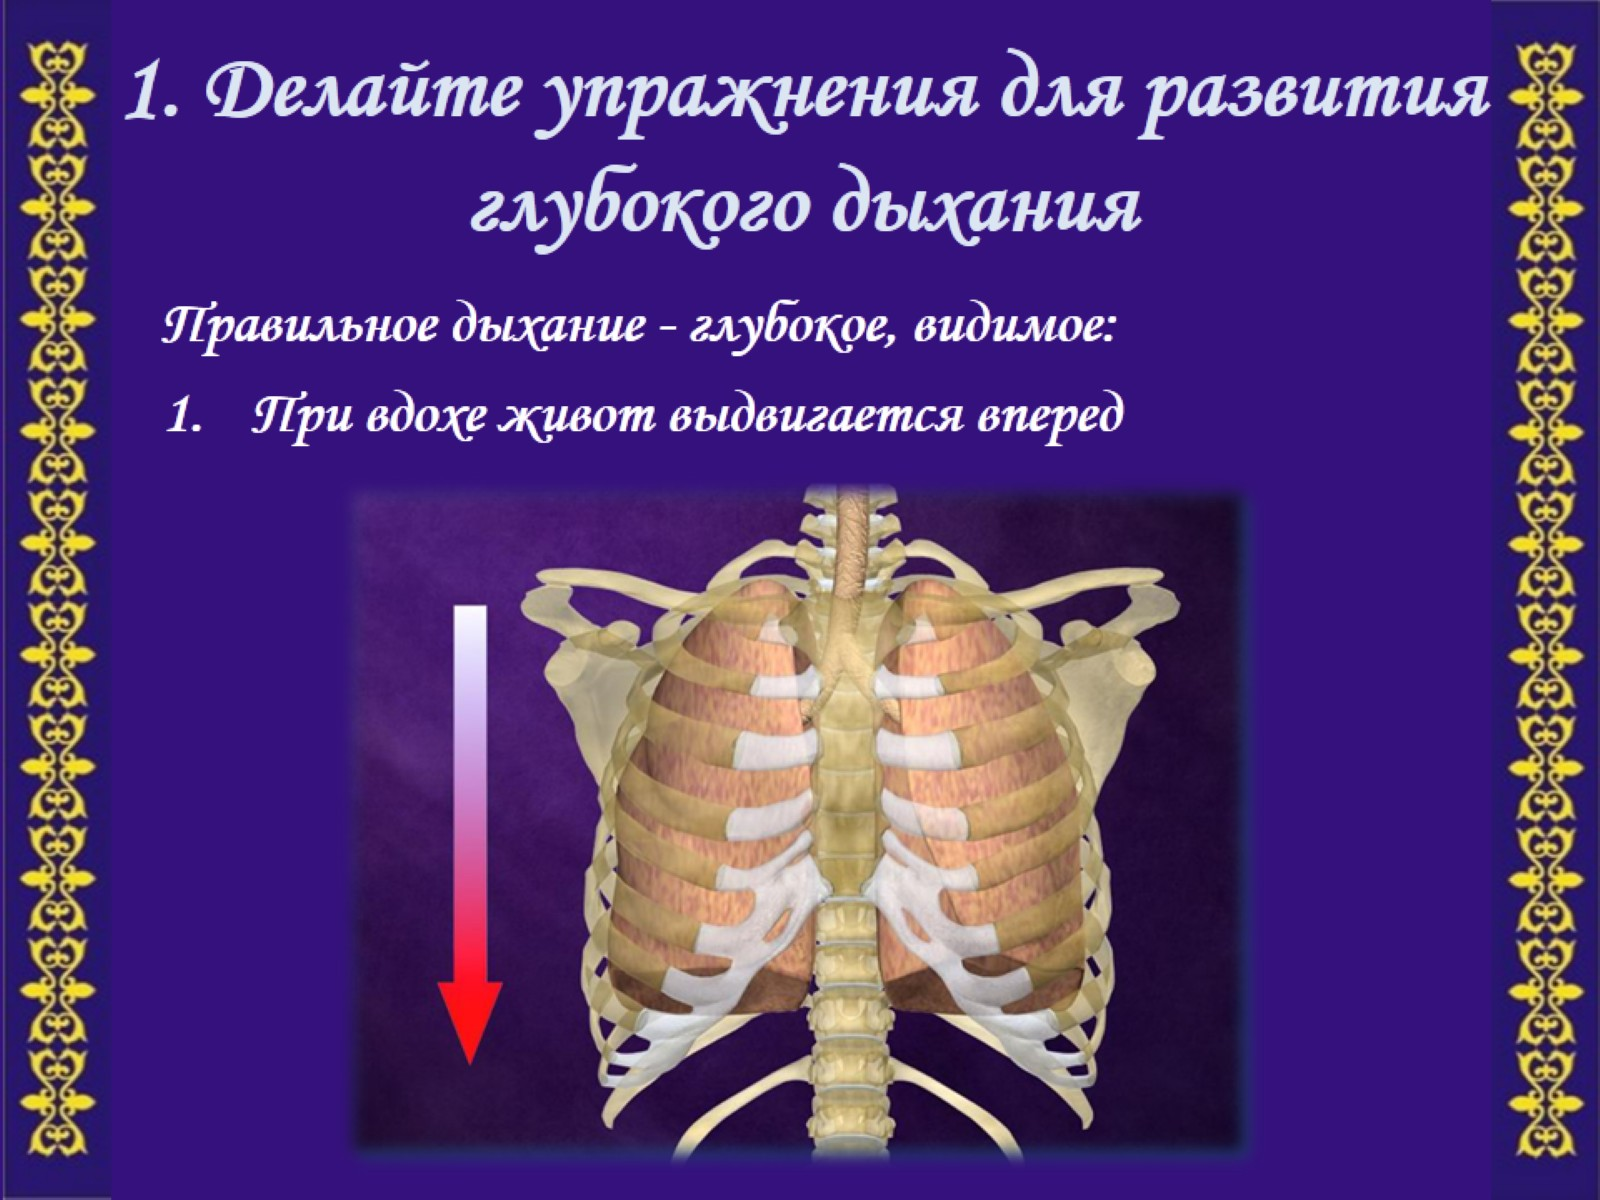 1. Делайте упражнения для развития
глубокого дыхания
Правильное дыхание - глубокое, видимое:
1. При вдохе живот выдвигается вперед